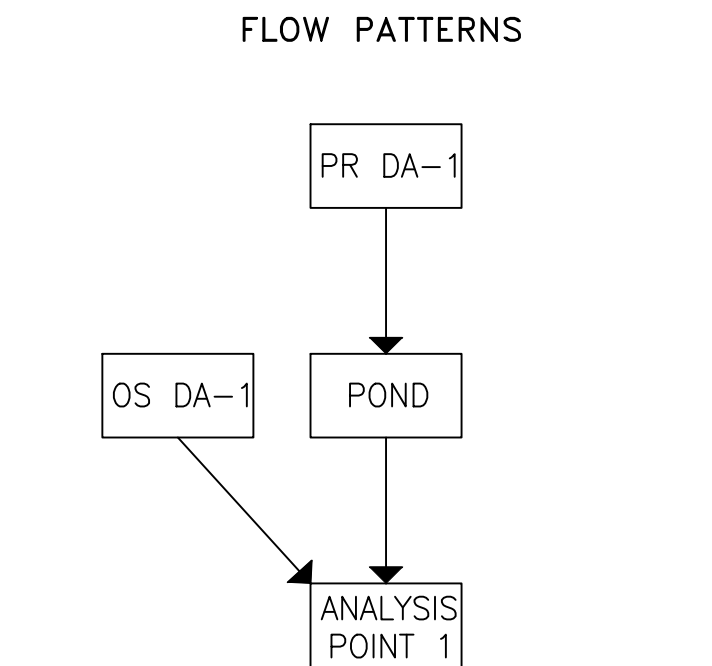 FLOW PATTERNS
PR DA-1
OS DA-1
POND
ANALYSIS
POINT 1